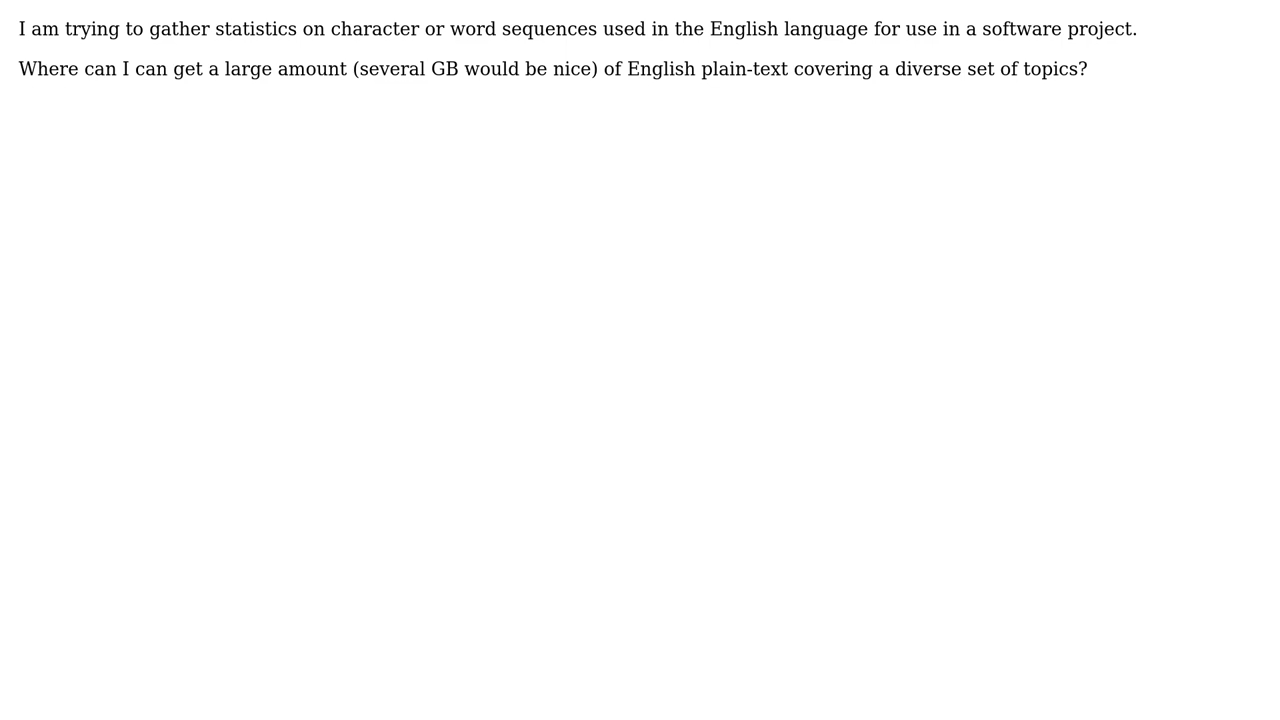 I am trying to gather statistics on character or word sequences used in the English language for use in a software project.
Where can I can get a large amount (several GB would be nice) of English plain-text covering a diverse set of topics?